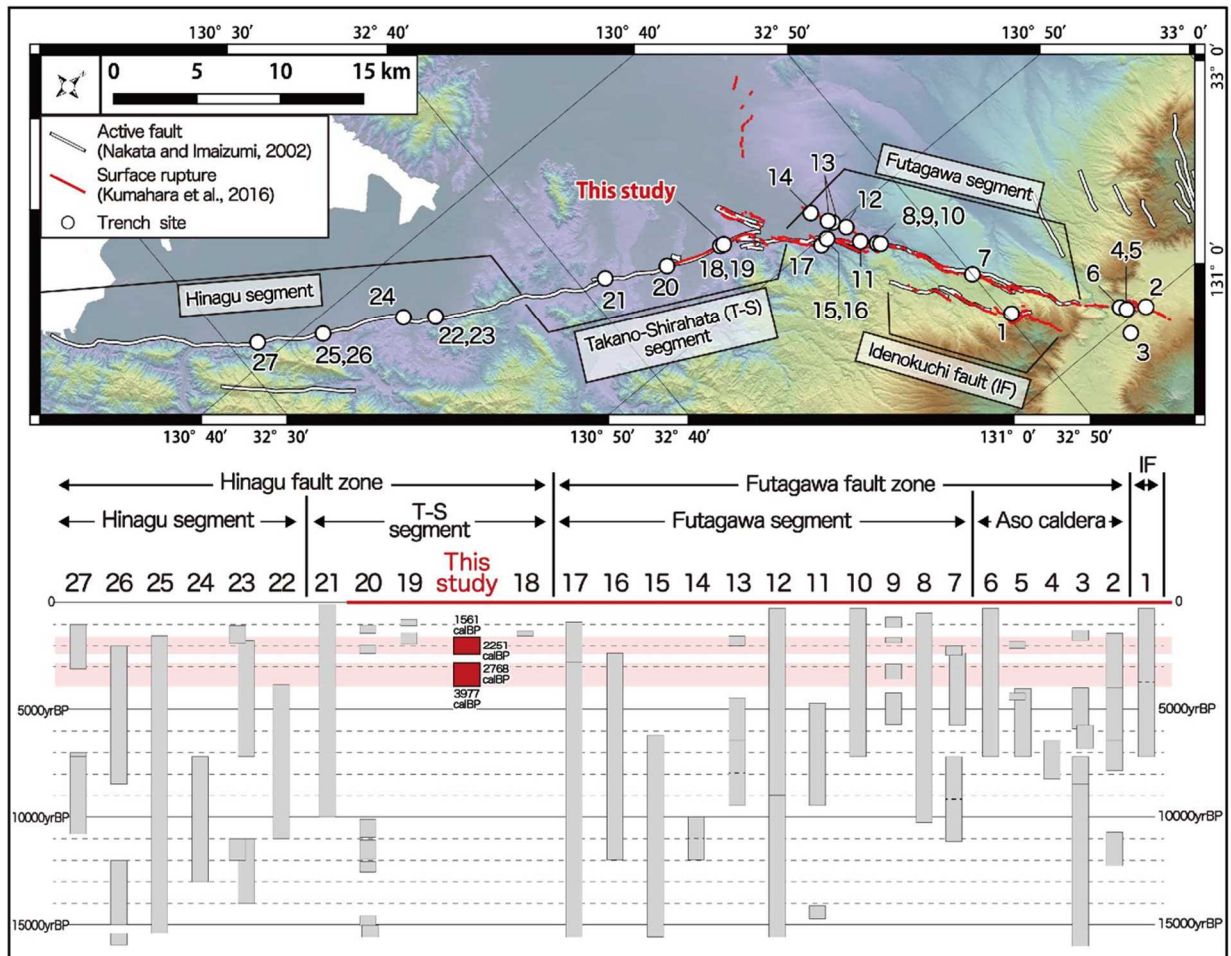 130° 30′
32° 40′
130° 40′
32° 50′
130° 50′
33° 0′
33° 0′
131° 0′
0 5 10 15 km
Active fault
(Nakata and Imaizumi, 2002)
Surface rupture
(Kumahara et al., 2016)
Trench site
This study
Futagawa segment
14
13
12
8,9,10
18,19
17
11
15,16
7
6
4,5
2
3
1
21
20
24
22,23
25,26
27
Hinagu segment
Takano-Shirahata (T-S)
segment
Idenokuchi fault (IF)
130° 40′
32° 30′
130° 50′
32° 40′
131° 0′
32° 50′
IF
Hinagu fault zone
Futagawa fault zone
Hinagu segment
T-S
segment
Futagawa segment
Aso caldera
27 26 25 24 23 22 21 20 19 This study 18 17 16 15 14 13 12 11 10 9 8 7 6 5 4 3 2 1
0
0
1561
calBP
2251
calBP
2768
calBP
3977
calBP
5000yrBP
5000yrBP
10000yrBP
10000yrBP
15000yrBP
15000yrBP